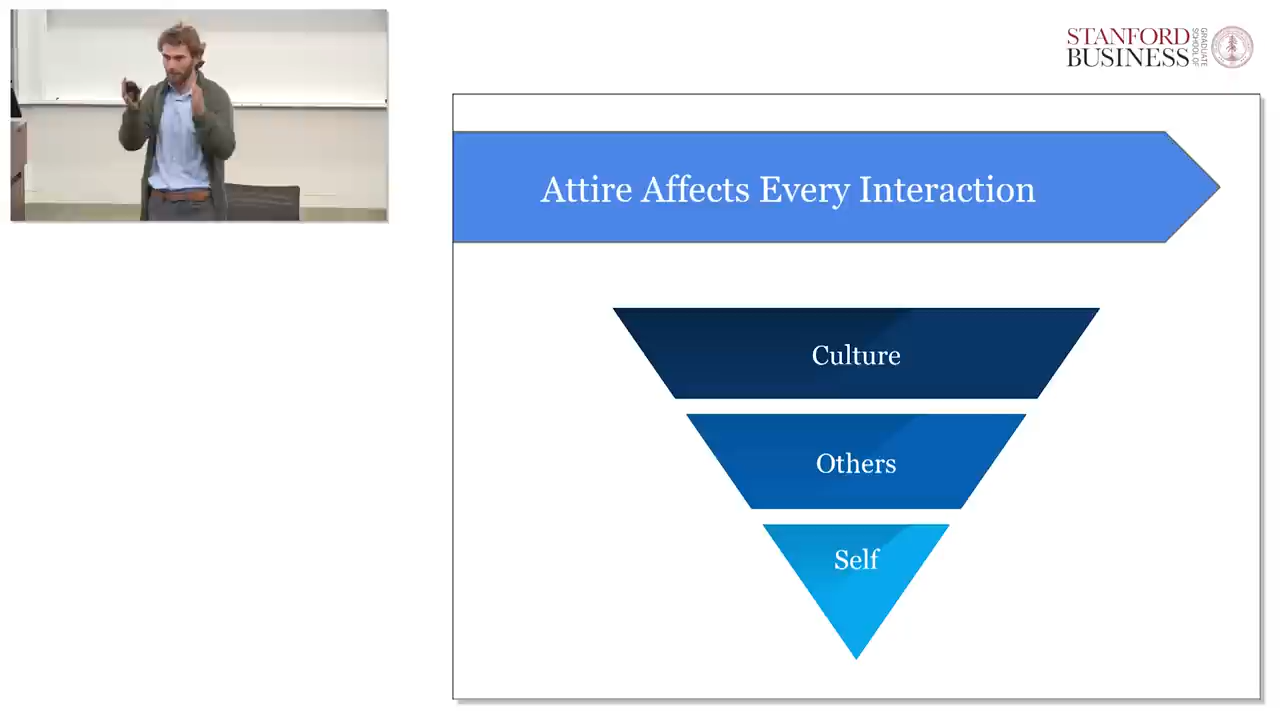 STANFORD
BUSINESS
GRADUATE
SCHOOL OF
Attire Affects Every Interaction
Culture
Others
Self